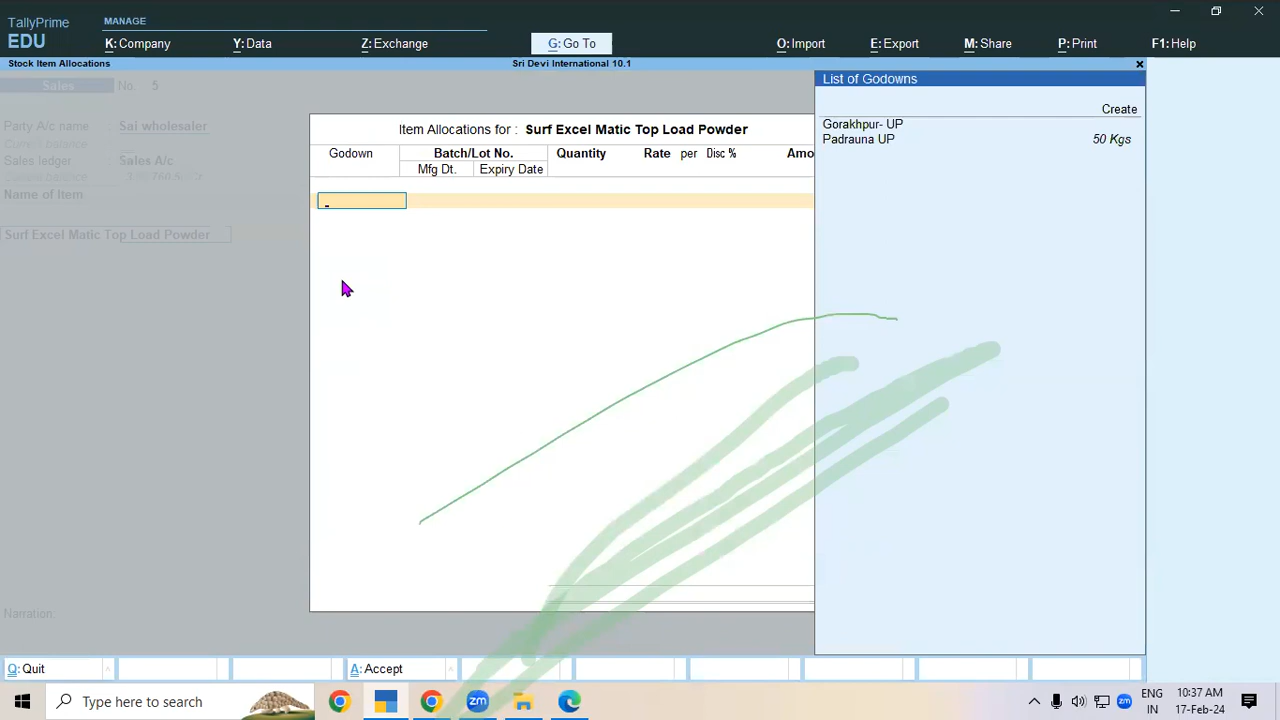 TallyPrime
EDU
MANAGE
K: Company
Y: Data
Z: Exchange
G: Go To
O: Import
E: Export
M: Share
P: Print
F1: Help
Stock Item Allocations
Sri Devi International 10.1
Sales No. 5
Party A/c name : Sai wholesaler
Current balance :
Sales ledger : Sales A/c
Current balance :
Name of Item
Surf Excel Matic Top Load Powder
Narration:
Item Allocations for : Surf Excel Matic Top Load Powder
Godown Batch/Lot No. Quantity Rate per Disc % Amo
Mfg Dt. Expiry Date
List of Godowns
Create
Gorakhpur- UP
Padrauna UP 50 Kgs
Q: Quit
A: Accept
Type here to search
zm
zm
ENG
IN
10:37 AM
17-Feb-24